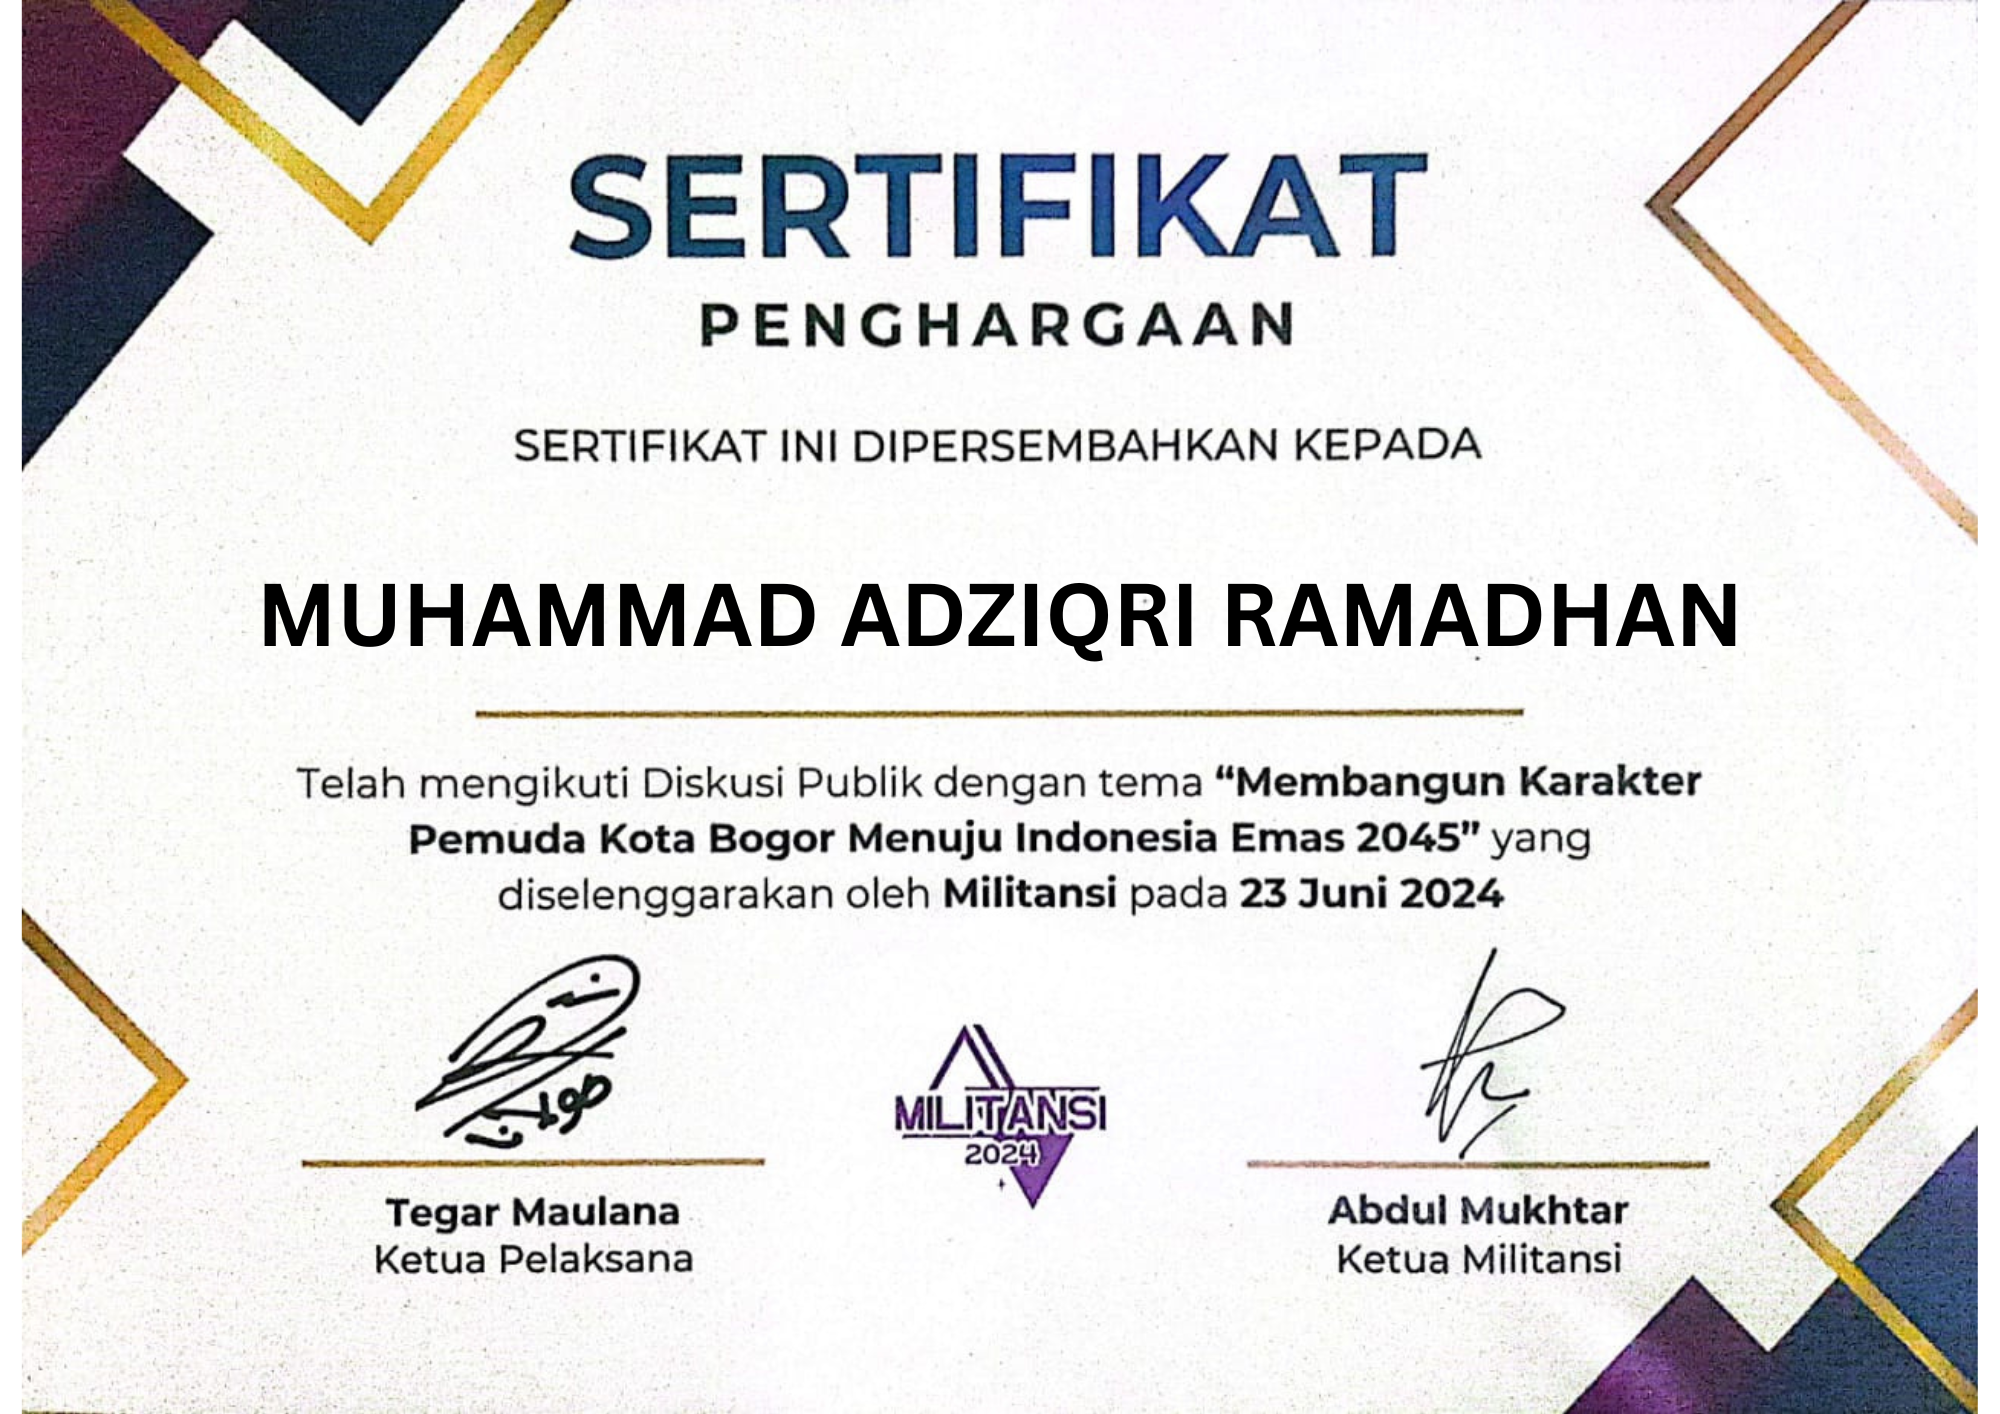 SERTIFIKAT
PENGHARGAAN
SERTIFIKAT INI DIPERSEMBAHKAN KEPADA
MUHAMMAD ADZIQRI RAMADHAN
Telah mengikuti Diskusi Publik dengan tema “Membangun Karakter
Pemuda Kota Bogor Menuju Indonesia Emas 2045” yang
diselenggarakan oleh Militansi pada 23 Juni 2024
MILITANSI
2024
Tegar Maulana
Ketua Pelaksana
Abdul Mukhtar
Ketua Militansi